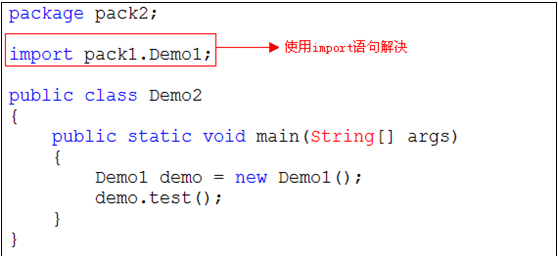 package pack2;
import pack1.Demo1;
使用import语句解决
public class Demo2
{
    public static void main(String[] args)
    {
        Demo1 demo = new Demo1();
        demo.test();
    }
}